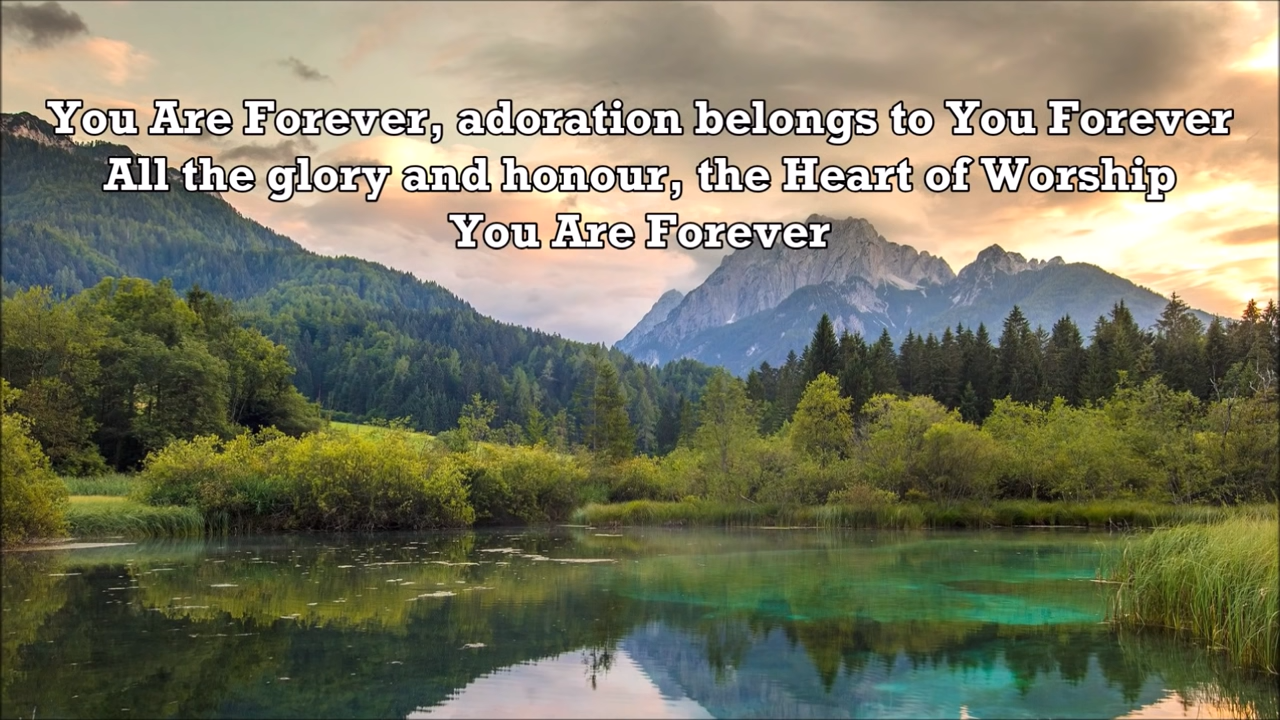 You Are Forever, adoration belongs to You Forever
All the glory and honour, the Heart of Worship
You Are Forever